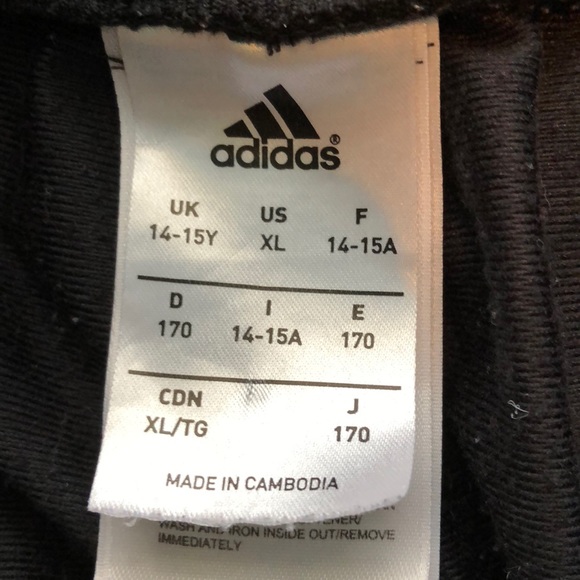 adidas®
UK US F
14-15Y XL 14-15A
D I E
170 14-15A 170
CDN J
XL/TG 170
MADE IN CAMBODIA
WASH AND IRON INSIDE OUT/REMOVE
IMMEDIATELY